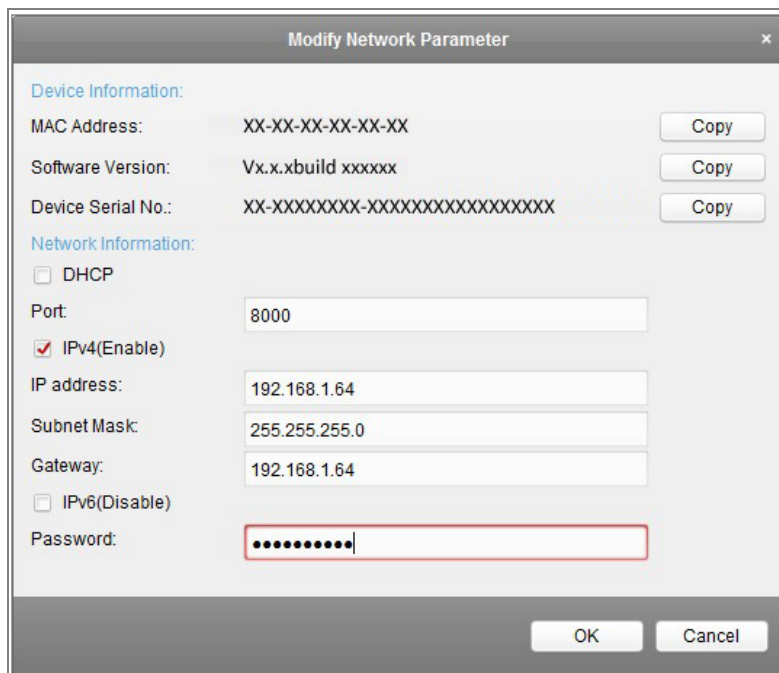 Modify Network Parameter ×
Device Information:
MAC Address: XX-XX-XX-XX-XX-XX Copy
Software Version: Vx.x.xbuild xxxxxx Copy
Device Serial No.: XX-XXXXXXXX-XXXXXXXXXXXXXXXXX Copy
Network Information:
DHCP
Port: 8000
IPv4(Enable)
IP address: 192.168.1.64
Subnet Mask: 255.255.255.0
Gateway: 192.168.1.64
IPv6(Disable)
Password: ●●●●●●●●●●
OK Cancel